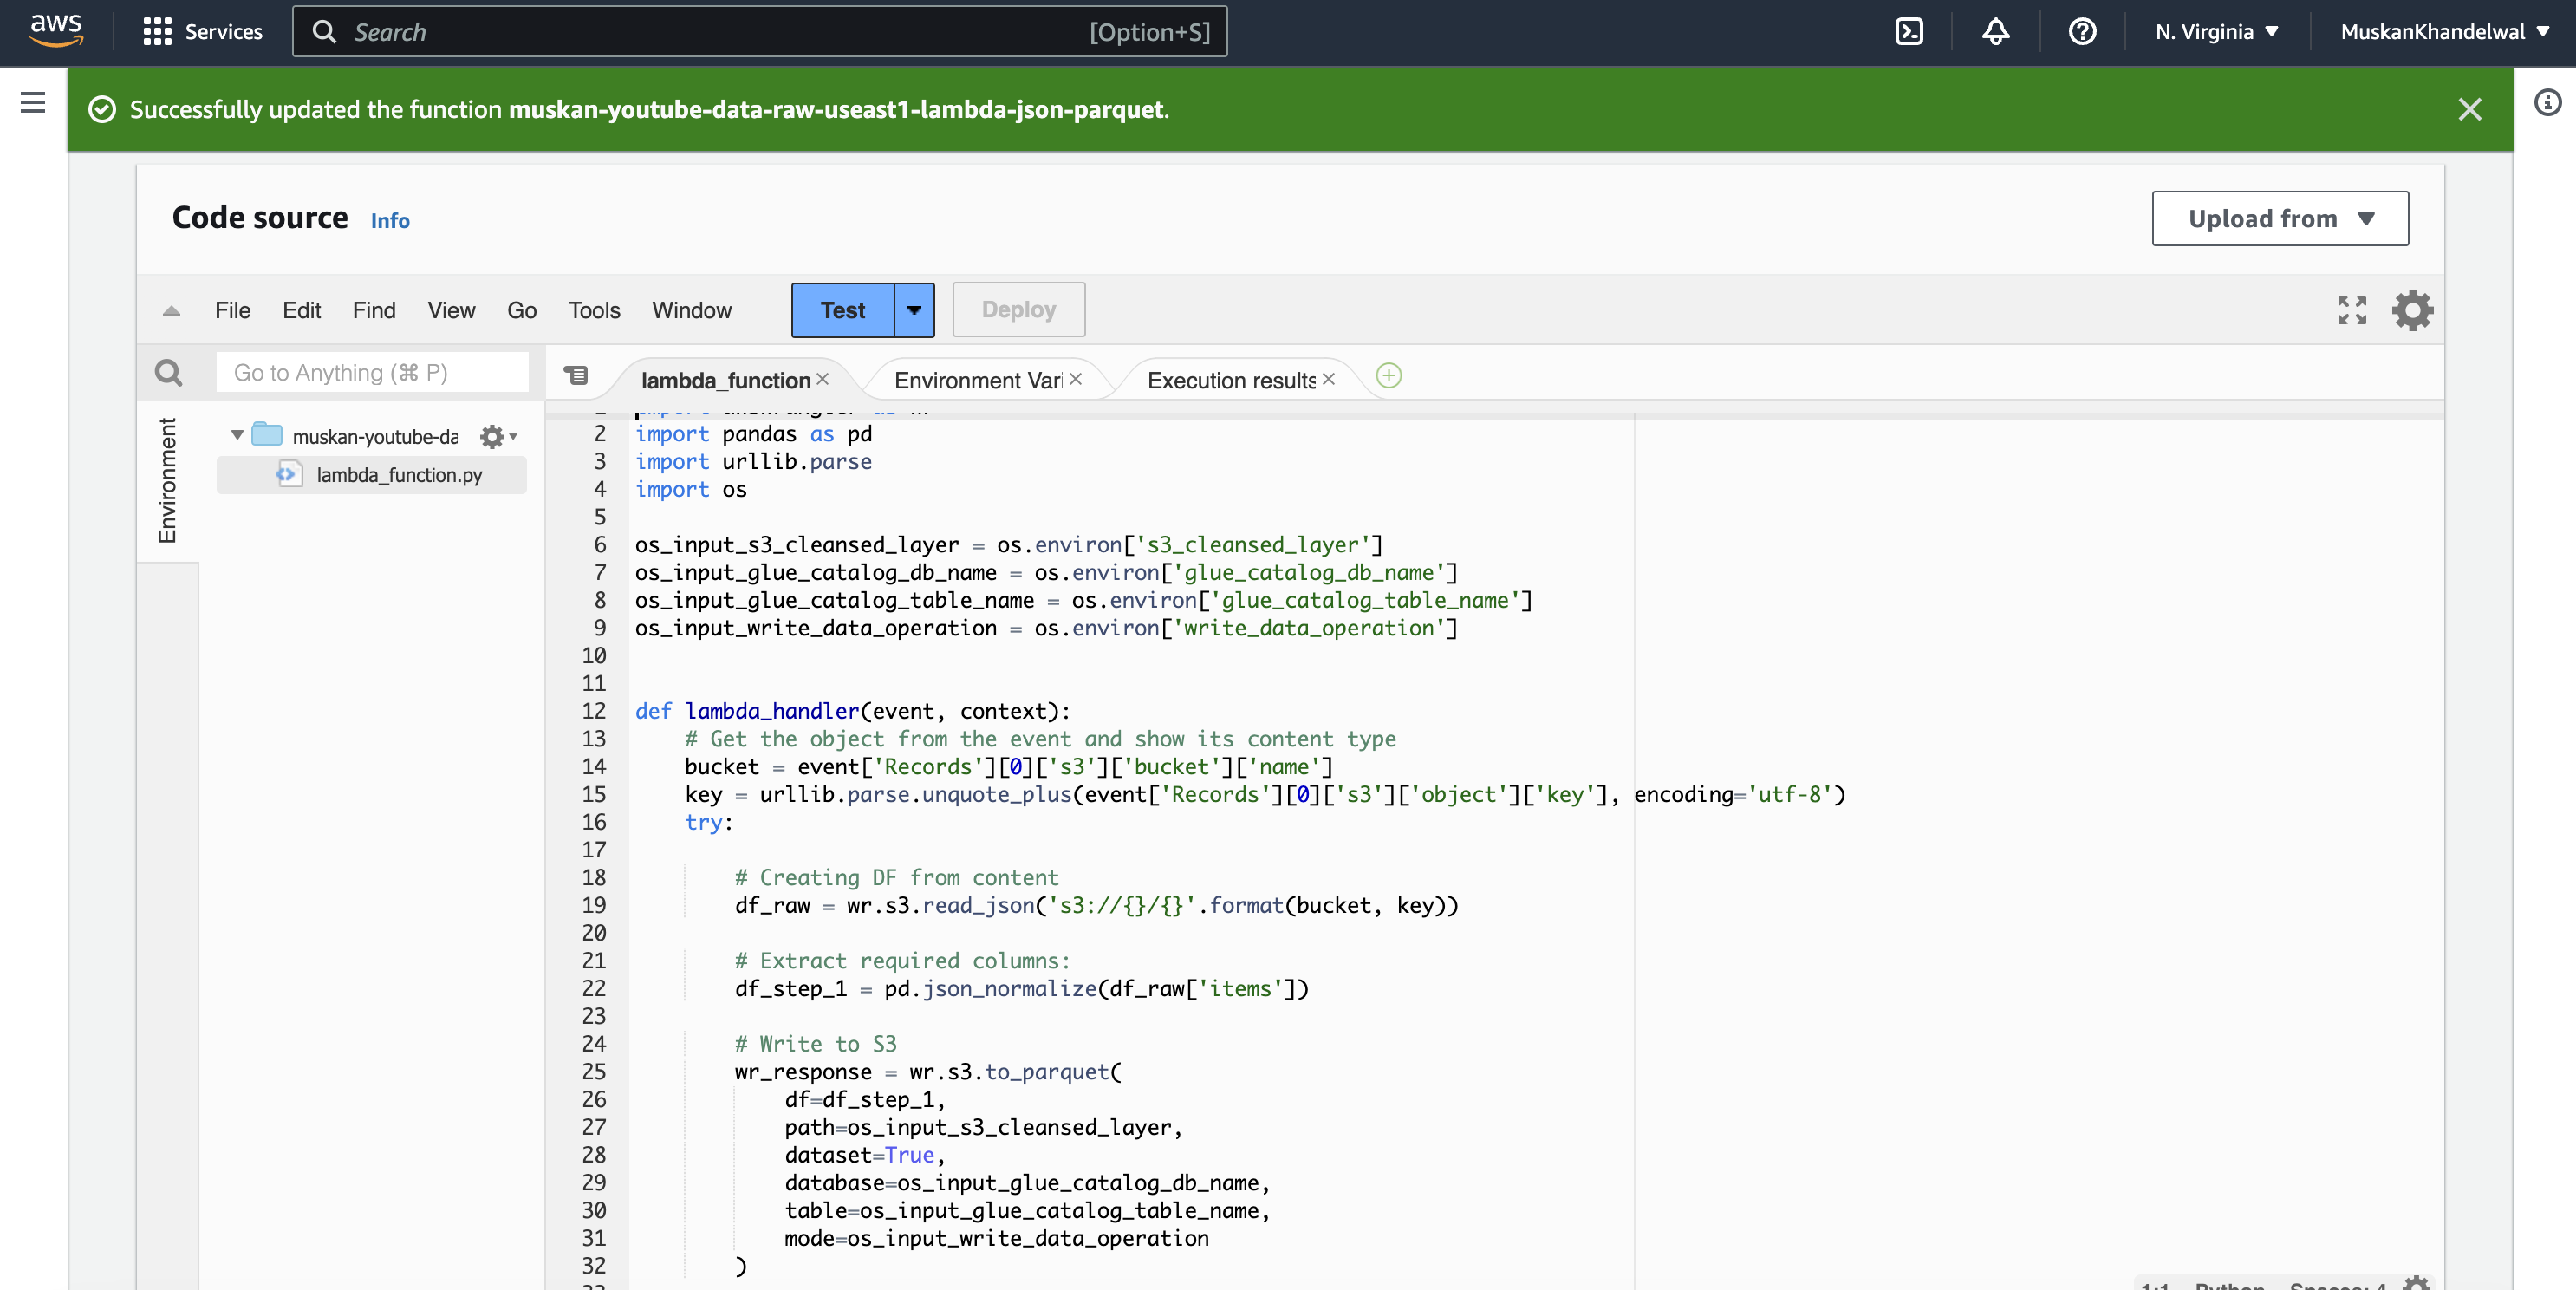 aws Services Search [Option+S] N. Virginia MuskanKhandelwal
Successfully updated the function muskan-youtube-data-raw-useast1-lambda-json-parquet.
Code source Info Upload from
File Edit Find View Go Tools Window Test Deploy
Go to Anything (⌘ P) lambda_function Environment Vari Execution results
Environment
muskan-youtube-da
lambda_function.py
2 import pandas as pd
3 import urllib.parse
4 import os
5
6 os_input_s3_cleansed_layer = os.environ['s3_cleansed_layer']
7 os_input_glue_catalog_db_name = os.environ['glue_catalog_db_name']
8 os_input_glue_catalog_table_name = os.environ['glue_catalog_table_name']
9 os_input_write_data_operation = os.environ['write_data_operation']
10
11
12 def lambda_handler(event, context):
13     # Get the object from the event and show its content type
14     bucket = event['Records'][0]['s3']['bucket']['name']
15     key = urllib.parse.unquote_plus(event['Records'][0]['s3']['object']['key'], encoding='utf-8')
16     try:
17
18         # Creating DF from content
19         df_raw = wr.s3.read_json('s3://{}/{}'.format(bucket, key))
20
21         # Extract required columns:
22         df_step_1 = pd.json_normalize(df_raw['items'])
23
24         # Write to S3
25         wr_response = wr.s3.to_parquet(
26             df=df_step_1,
27             path=os_input_s3_cleansed_layer,
28             dataset=True,
29             database=os_input_glue_catalog_db_name,
30             table=os_input_glue_catalog_table_name,
31             mode=os_input_write_data_operation
32         )